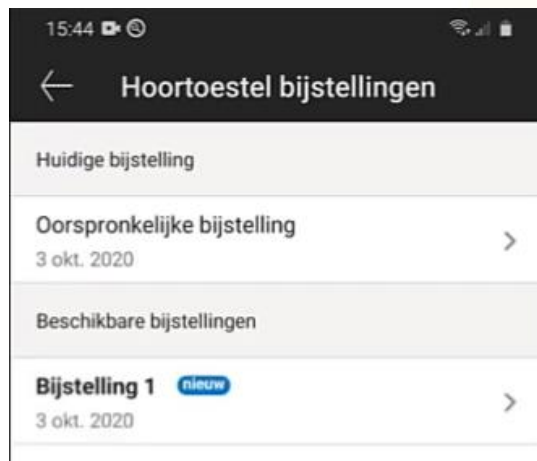 15:44
Hoortoestel bijstellingen
Huidige bijstelling
Oorspronkelijke bijstelling
3 okt. 2020
Beschikbare bijstellingen
Bijstelling 1 nieuw
3 okt. 2020